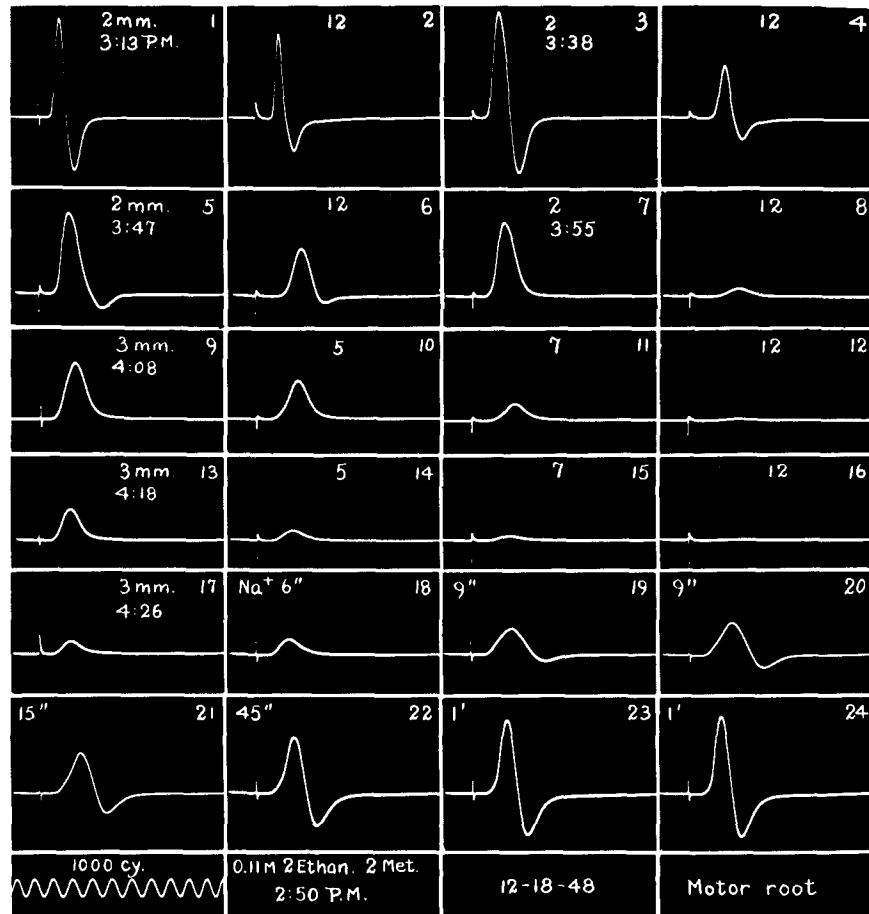 2 mm. 1
3:13 P.M.
12 2
2 3
3:38
12 4
2 mm. 5
3:47
12 6
2 7
3:55
12 8
3 mm. 9
4:08
5 10
7 11
12 12
3 mm. 13
4:18
5 14
7 15
12 16
3 mm. 17
4:26
Na⁺ 6" 18
9" 19
9" 20
15" 21
45" 22
1' 23
1' 24
1000 cy.
0.11 M 2 Ethan. 2 Met.
2:50 P.M.
12-18-48
Motor root